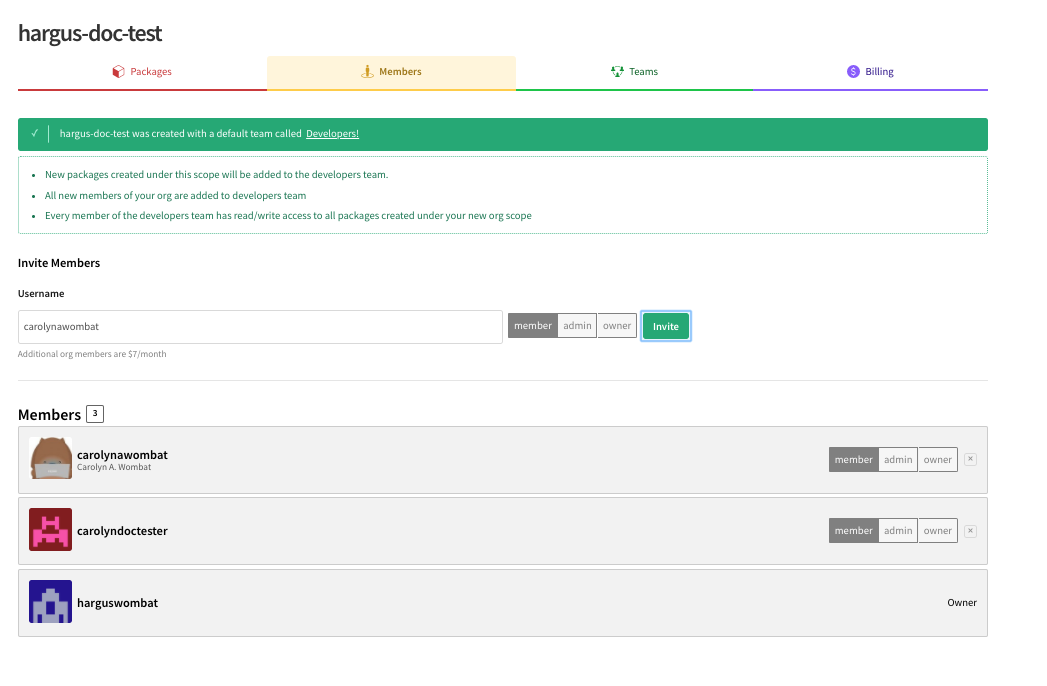 hargus-doc-test
Packages
Members
Teams
$ Billing
✓ hargus-doc-test was created with a default team called Developers!
• New packages created under this scope will be added to the developers team.
• All new members of your org are added to developers team
• Every member of the developers team has read/write access to all packages created under your new org scope
Invite Members
Username
carolynawombat member admin owner Invite
Additional org members are $7/month
Members 3
carolynawombat
Carolyn A. Wombat
member admin owner ×
carolyndoctester member admin owner ×
harguswombat Owner